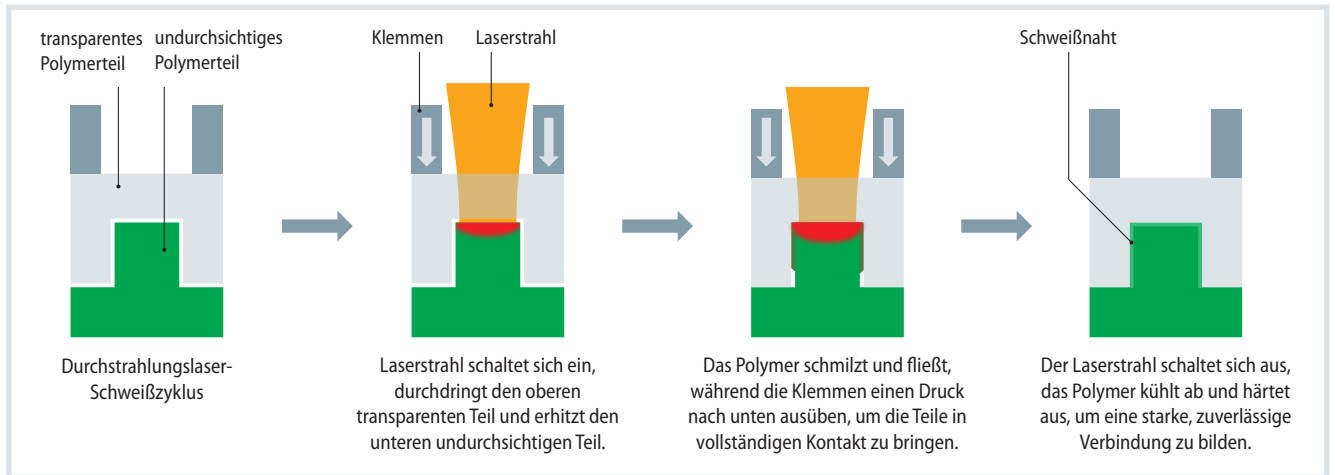 transparentes
Polymerteil
undurchsichtiges
Polymerteil
Klemmen
Laserstrahl
Schweißnaht
Durchstrahlungslaser-
Schweißzyklus
Laserstrahl schaltet sich ein,
durchdringt den oberen
transparenten Teil und erhitzt den
unteren undurchsichtigen Teil.
Das Polymer schmilzt und fließt,
während die Klemmen einen Druck
nach unten ausüben, um die Teile in
vollständigen Kontakt zu bringen.
Der Laserstrahl schaltet sich aus,
das Polymer kühlt ab und härtet
aus, um eine starke, zuverlässige
Verbindung zu bilden.